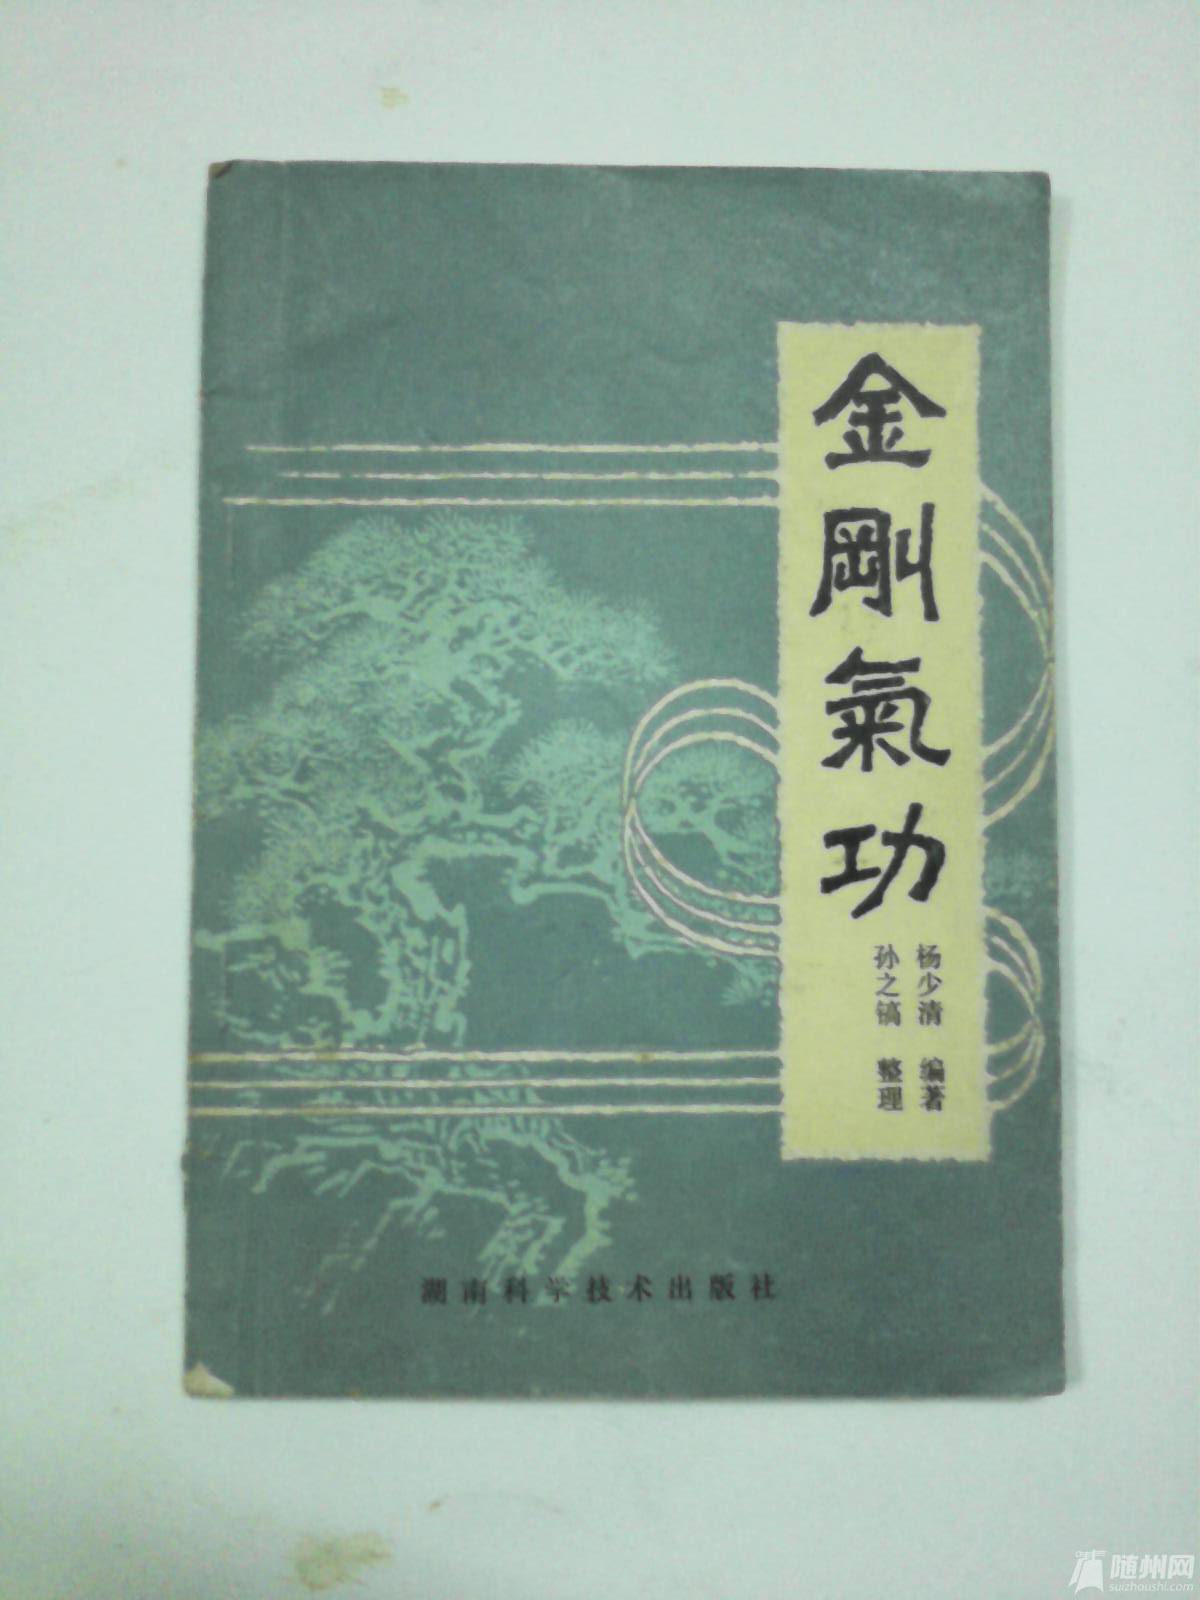 金剛氣功
杨少清 编著
孙之镐 整理
湖南科学技术出版社
随州网
suizhoushi.com